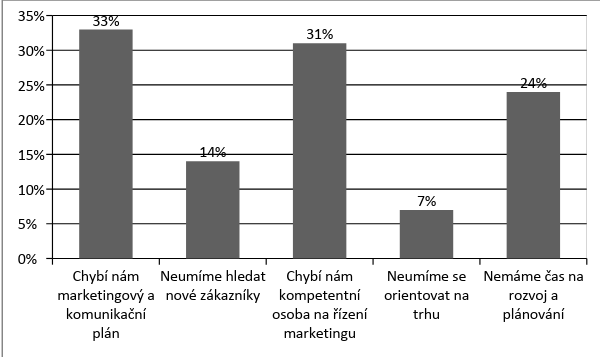 35%
30%
25%
20%
15%
10%
5%
0%
33%
14%
31%
7%
24%
Chybí nám
marketingový a
komunikační
plán
Neumíme hledat
nové zákazníky
Chybí nám
kompetentní
osoba na řízení
marketingu
Neumíme se
orientovat na
trhu
Nemáme čas na
rozvoj a
plánování